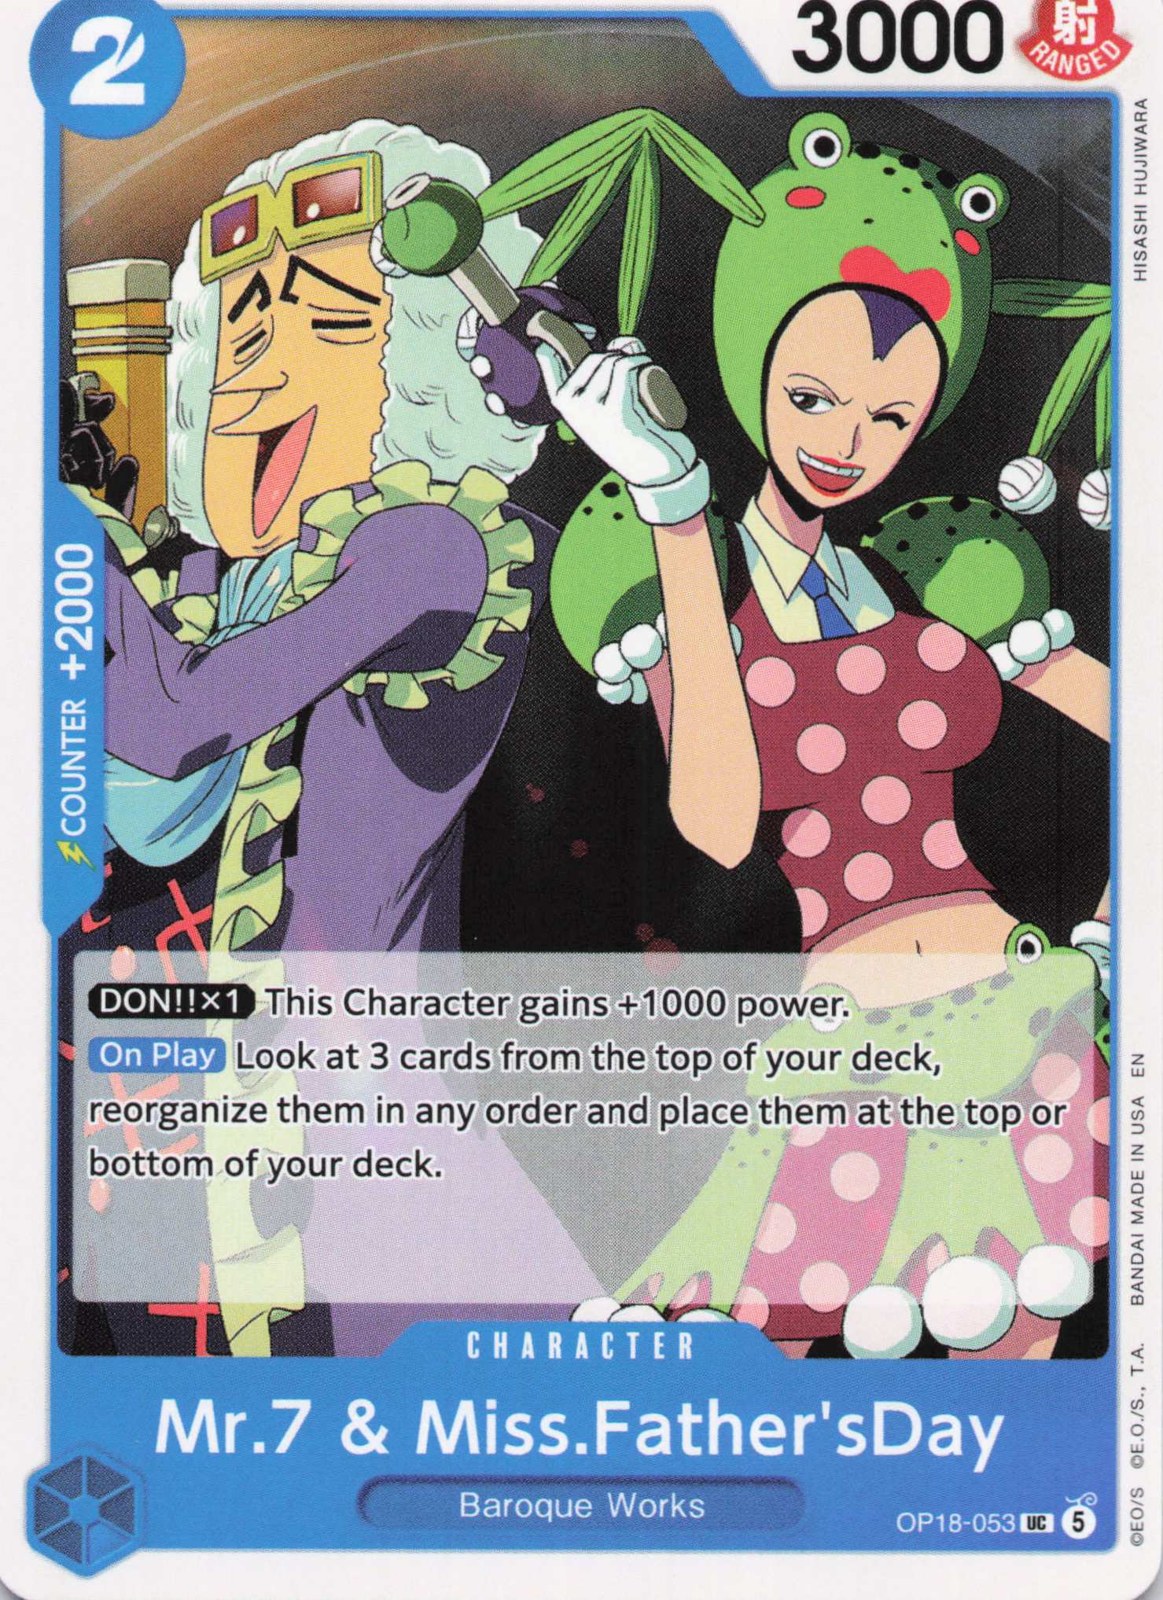 2
3000
射
RANGED
HISASHI HUJIWARA
COUNTER +2000
DON!!×1 This Character gains +1000 power.
On Play Look at 3 cards from the top of your deck,
reorganize them in any order and place them at the top or
bottom of your deck.
CHARACTER
Mr.7 & Miss.Father'sDay
Baroque Works
OP18-053 UC 5
©EO/S ©E.O./S., T.A. BANDAI MADE IN USA EN